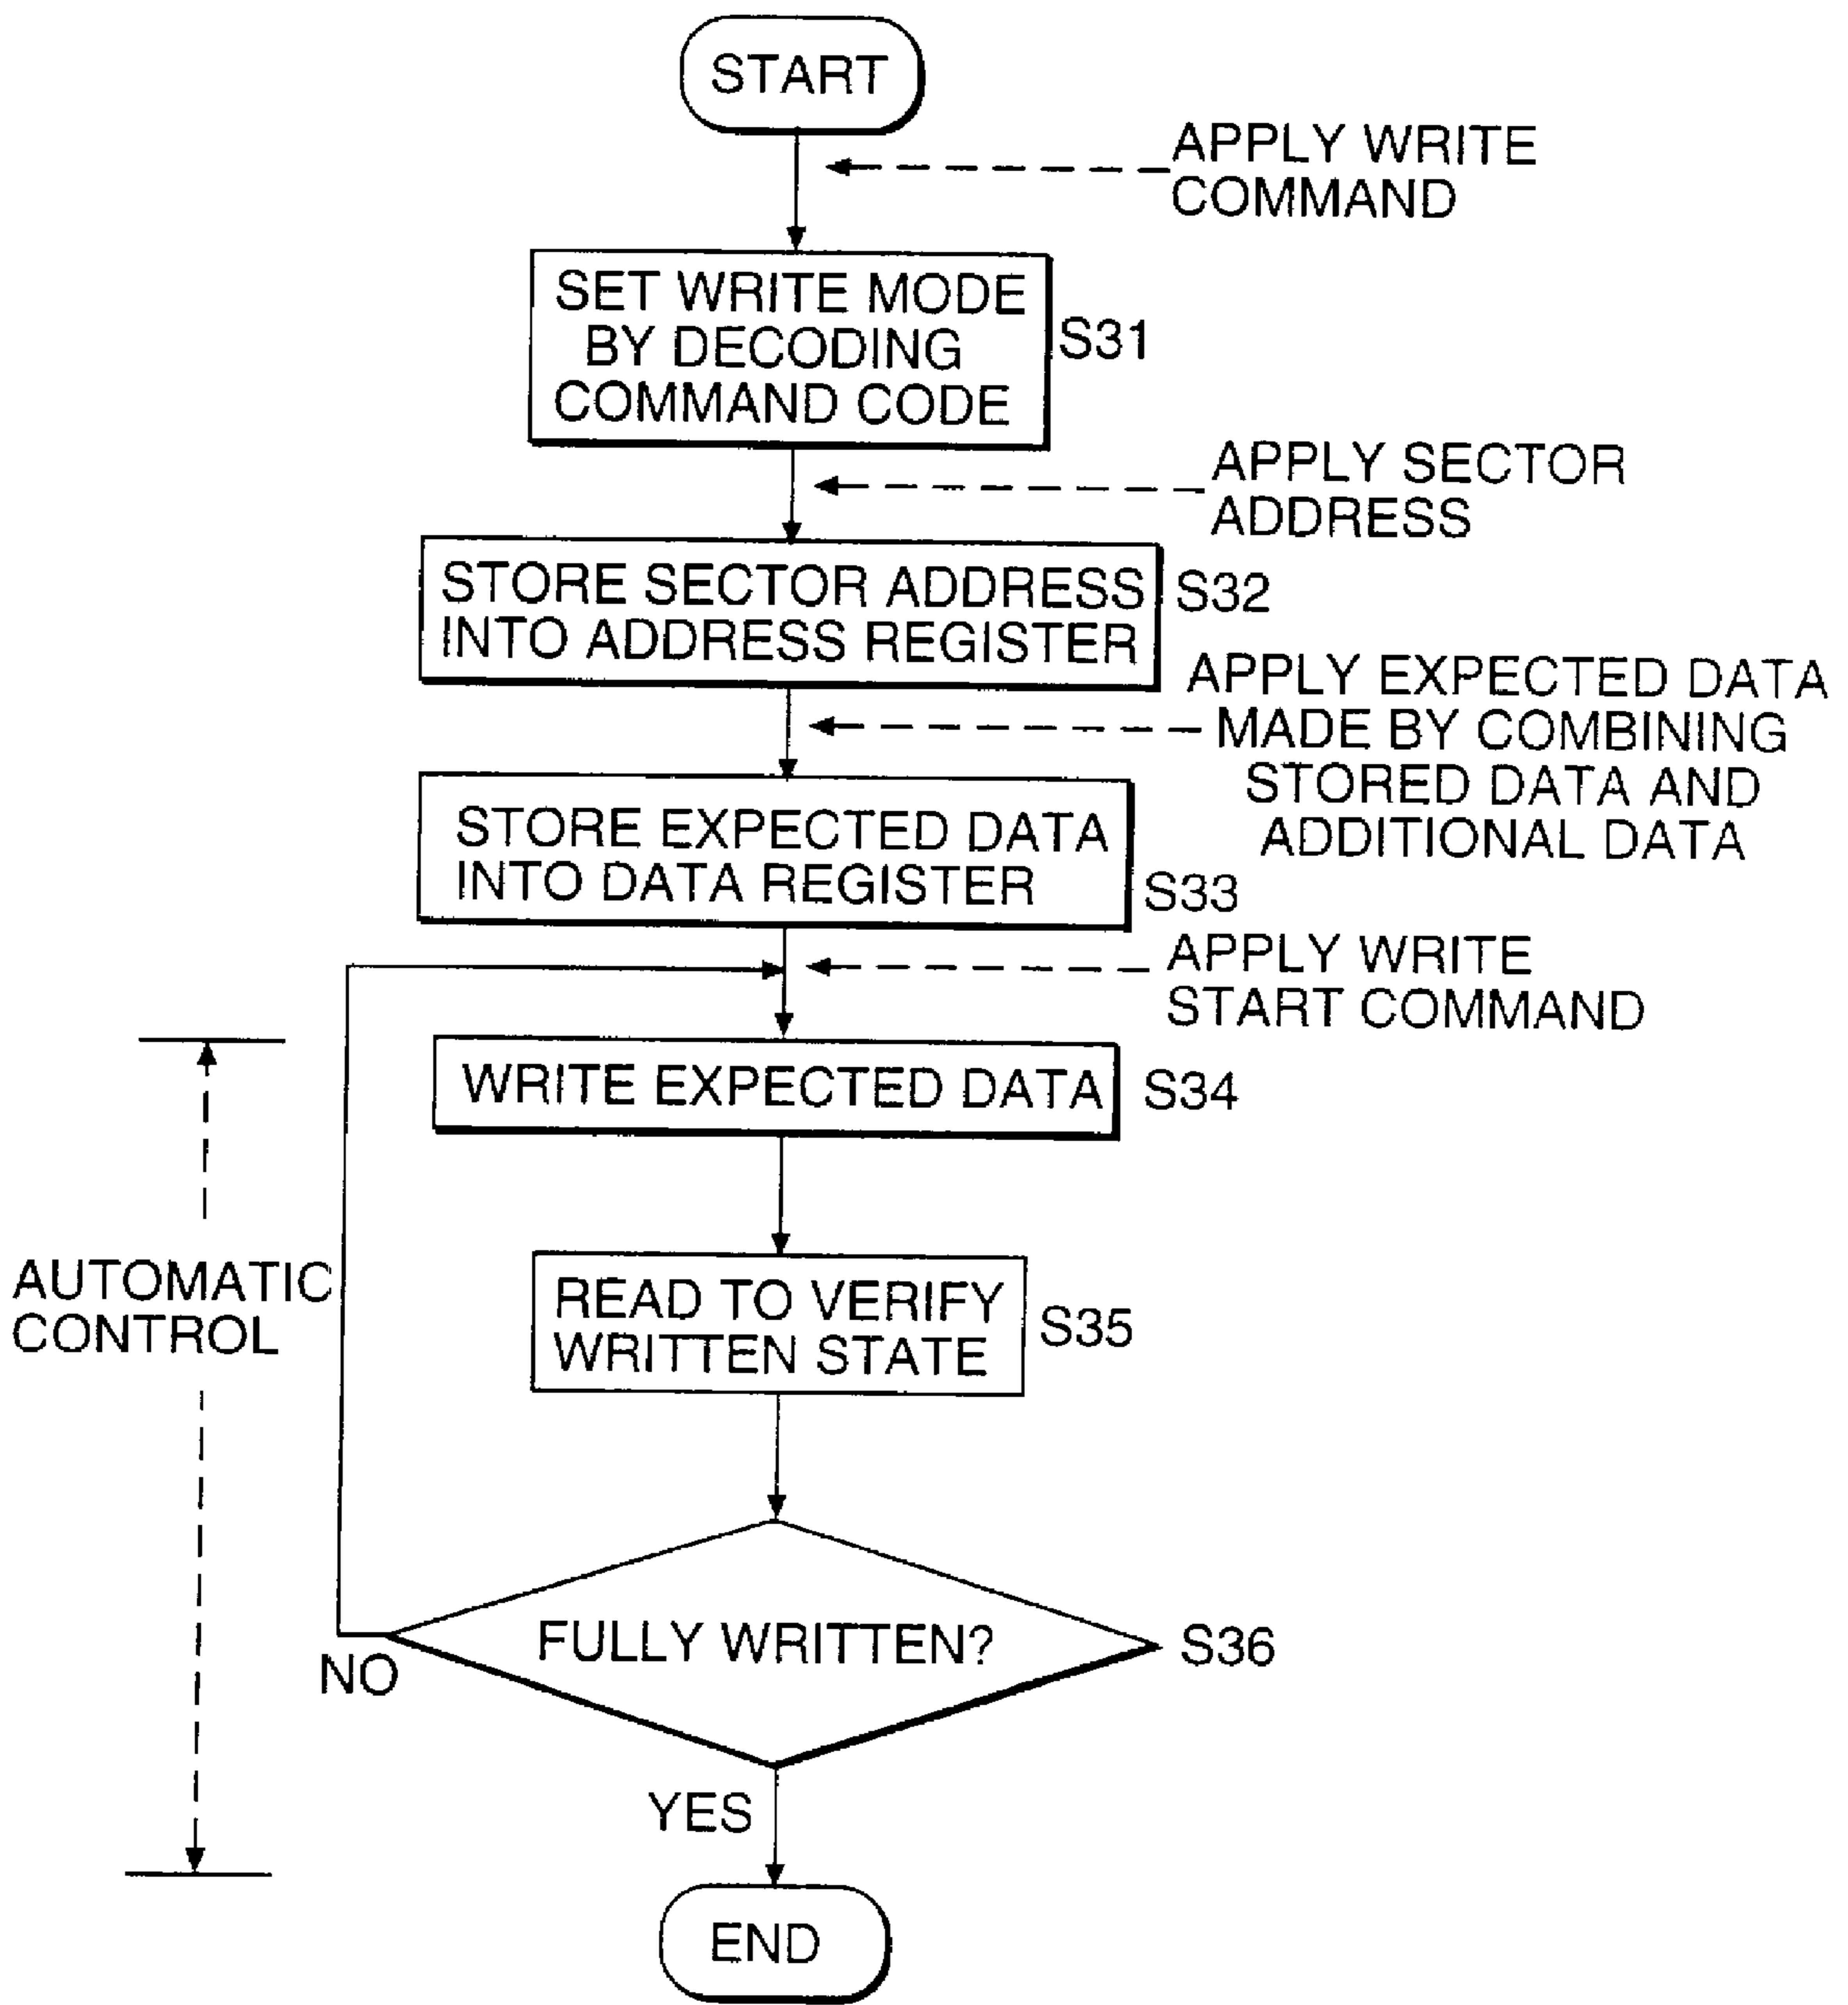 START
APPLY WRITE
COMMAND
SET WRITE MODE
BY DECODING
COMMAND CODE
S31
APPLY SECTOR
ADDRESS
STORE SECTOR ADDRESS
INTO ADDRESS REGISTER
S32
APPLY EXPECTED DATA
MADE BY COMBINING
STORED DATA AND
ADDITIONAL DATA
STORE EXPECTED DATA
INTO DATA REGISTER
S33
APPLY WRITE
START COMMAND
WRITE EXPECTED DATA
S34
AUTOMATIC
CONTROL
READ TO VERIFY
WRITTEN STATE
S35
FULLY WRITTEN?
S36
NO
YES
END